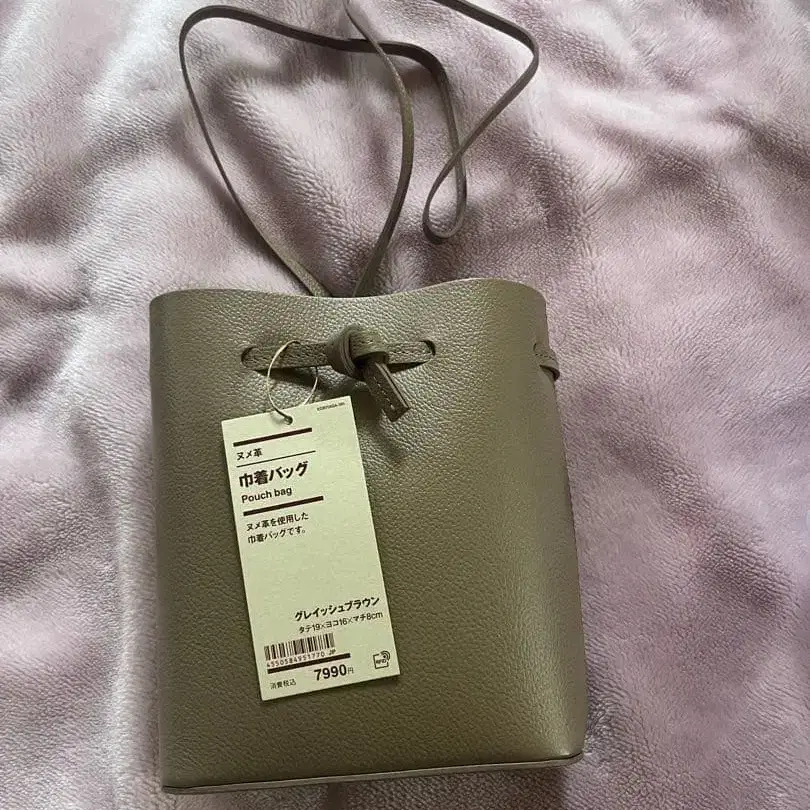 ヌメ革
巾着バッグ
Pouch bag
ヌメ革を使用した
巾着バッグです。
グレイッシュブラウン
タテ19×ヨコ16×マチ8cm
4550584951770 JP
RFID
消費税込 7990円